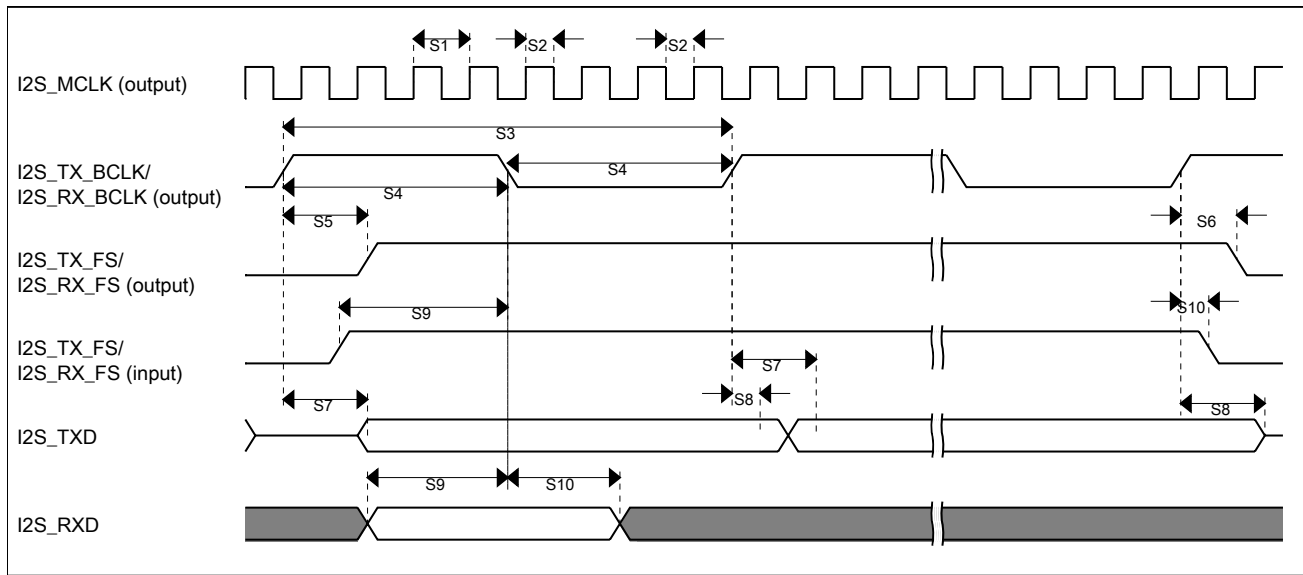 S1
S2
S2
I2S_MCLK (output)
S3
I2S_TX_BCLK/
I2S_RX_BCLK (output)
S4
S4
S5
S6
I2S_TX_FS/
I2S_RX_FS (output)
S9
S10
I2S_TX_FS/
I2S_RX_FS (input)
S7
S7
S8
S8
I2S_TXD
S9
S10
I2S_RXD